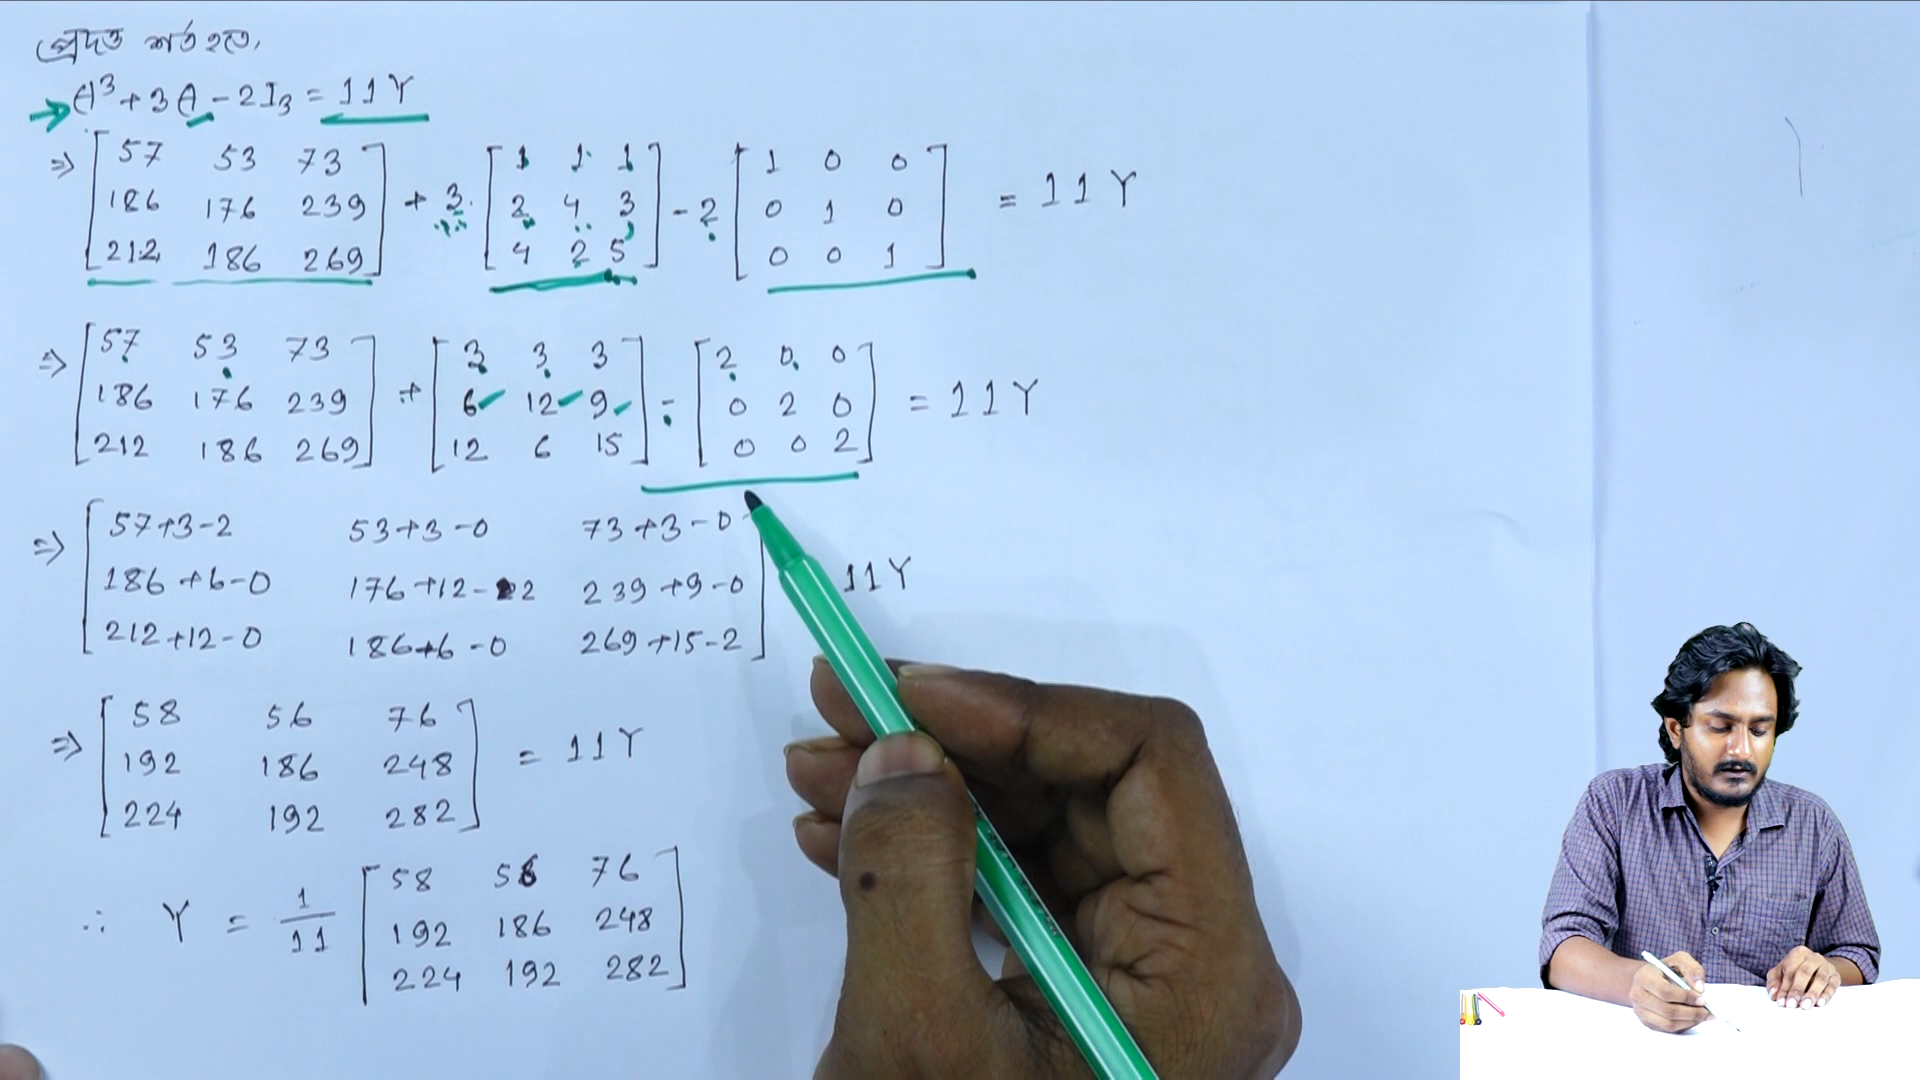 প্রদত্ত শর্ত হতে,
A³ + 3A - 2I₃ = 11Y
⇒ [57 53 73] + 3. [1 1 1] - 2 [1 0 0] = 11Y
[186 176 239] [2 4 3] [0 1 0]
[212 186 269] [4 2 5] [0 0 1]
⇒ [57 53 73] + [3 3 3] - [2 0 0] = 11Y
[186 176 239] [6 12 9] [0 2 0]
[212 186 269] [12 6 15] [0 0 2]
⇒ [57+3-2 53+3-0 73+3-0]
[186+6-0 176+12-2 239+9-0] 11Y
[212+12-0 186+6-0 269+15-2]
⇒ [58 56 76]
[192 186 248] = 11Y
[224 192 282]
∴ Y = 1/11 [58 56 76]
[192 186 248]
[224 192 282]